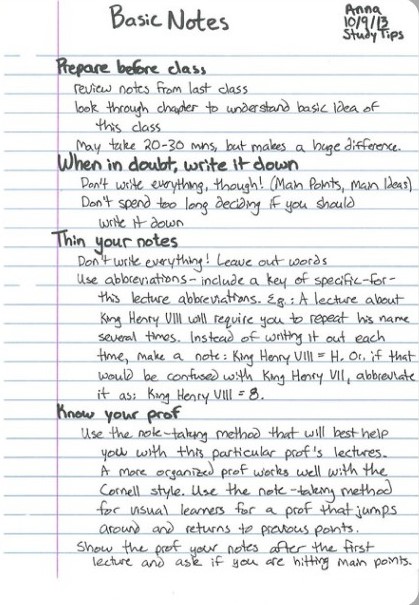 Basic Notes
Anna
10/9/13
Study Tips
Prepare before class
review notes from last class
look through chapter to understand basic idea of
this class
May take 20-30 mins, but makes a huge difference.
When in doubt, write it down
Don't write everything, though! (Main Points, main Ideas)
Don't spend too long deciding if you should
write it down
Thin your notes
Don't write everything! Leave out words
Use abbreviations - include a key of specific-for-
this lecture abbreviations. Eg.: A lecture about
King Henry VIII will require you to repeat his name
several times. Instead of writing it out each
time, make a note: King Henry VIII = H. Or, if that
would be confused with King Henry VII, abbreviate
it as: King Henry VIII = 8.
Know your prof
Use the note-taking method that will best help
you with this particular prof's lectures.
A more organized prof works well with the
Cornell style. Use the note-taking method
for visual learners for a prof that jumps
around and returns to previous points.
Show the prof your notes after the first
lecture and ask if you are hitting main points.